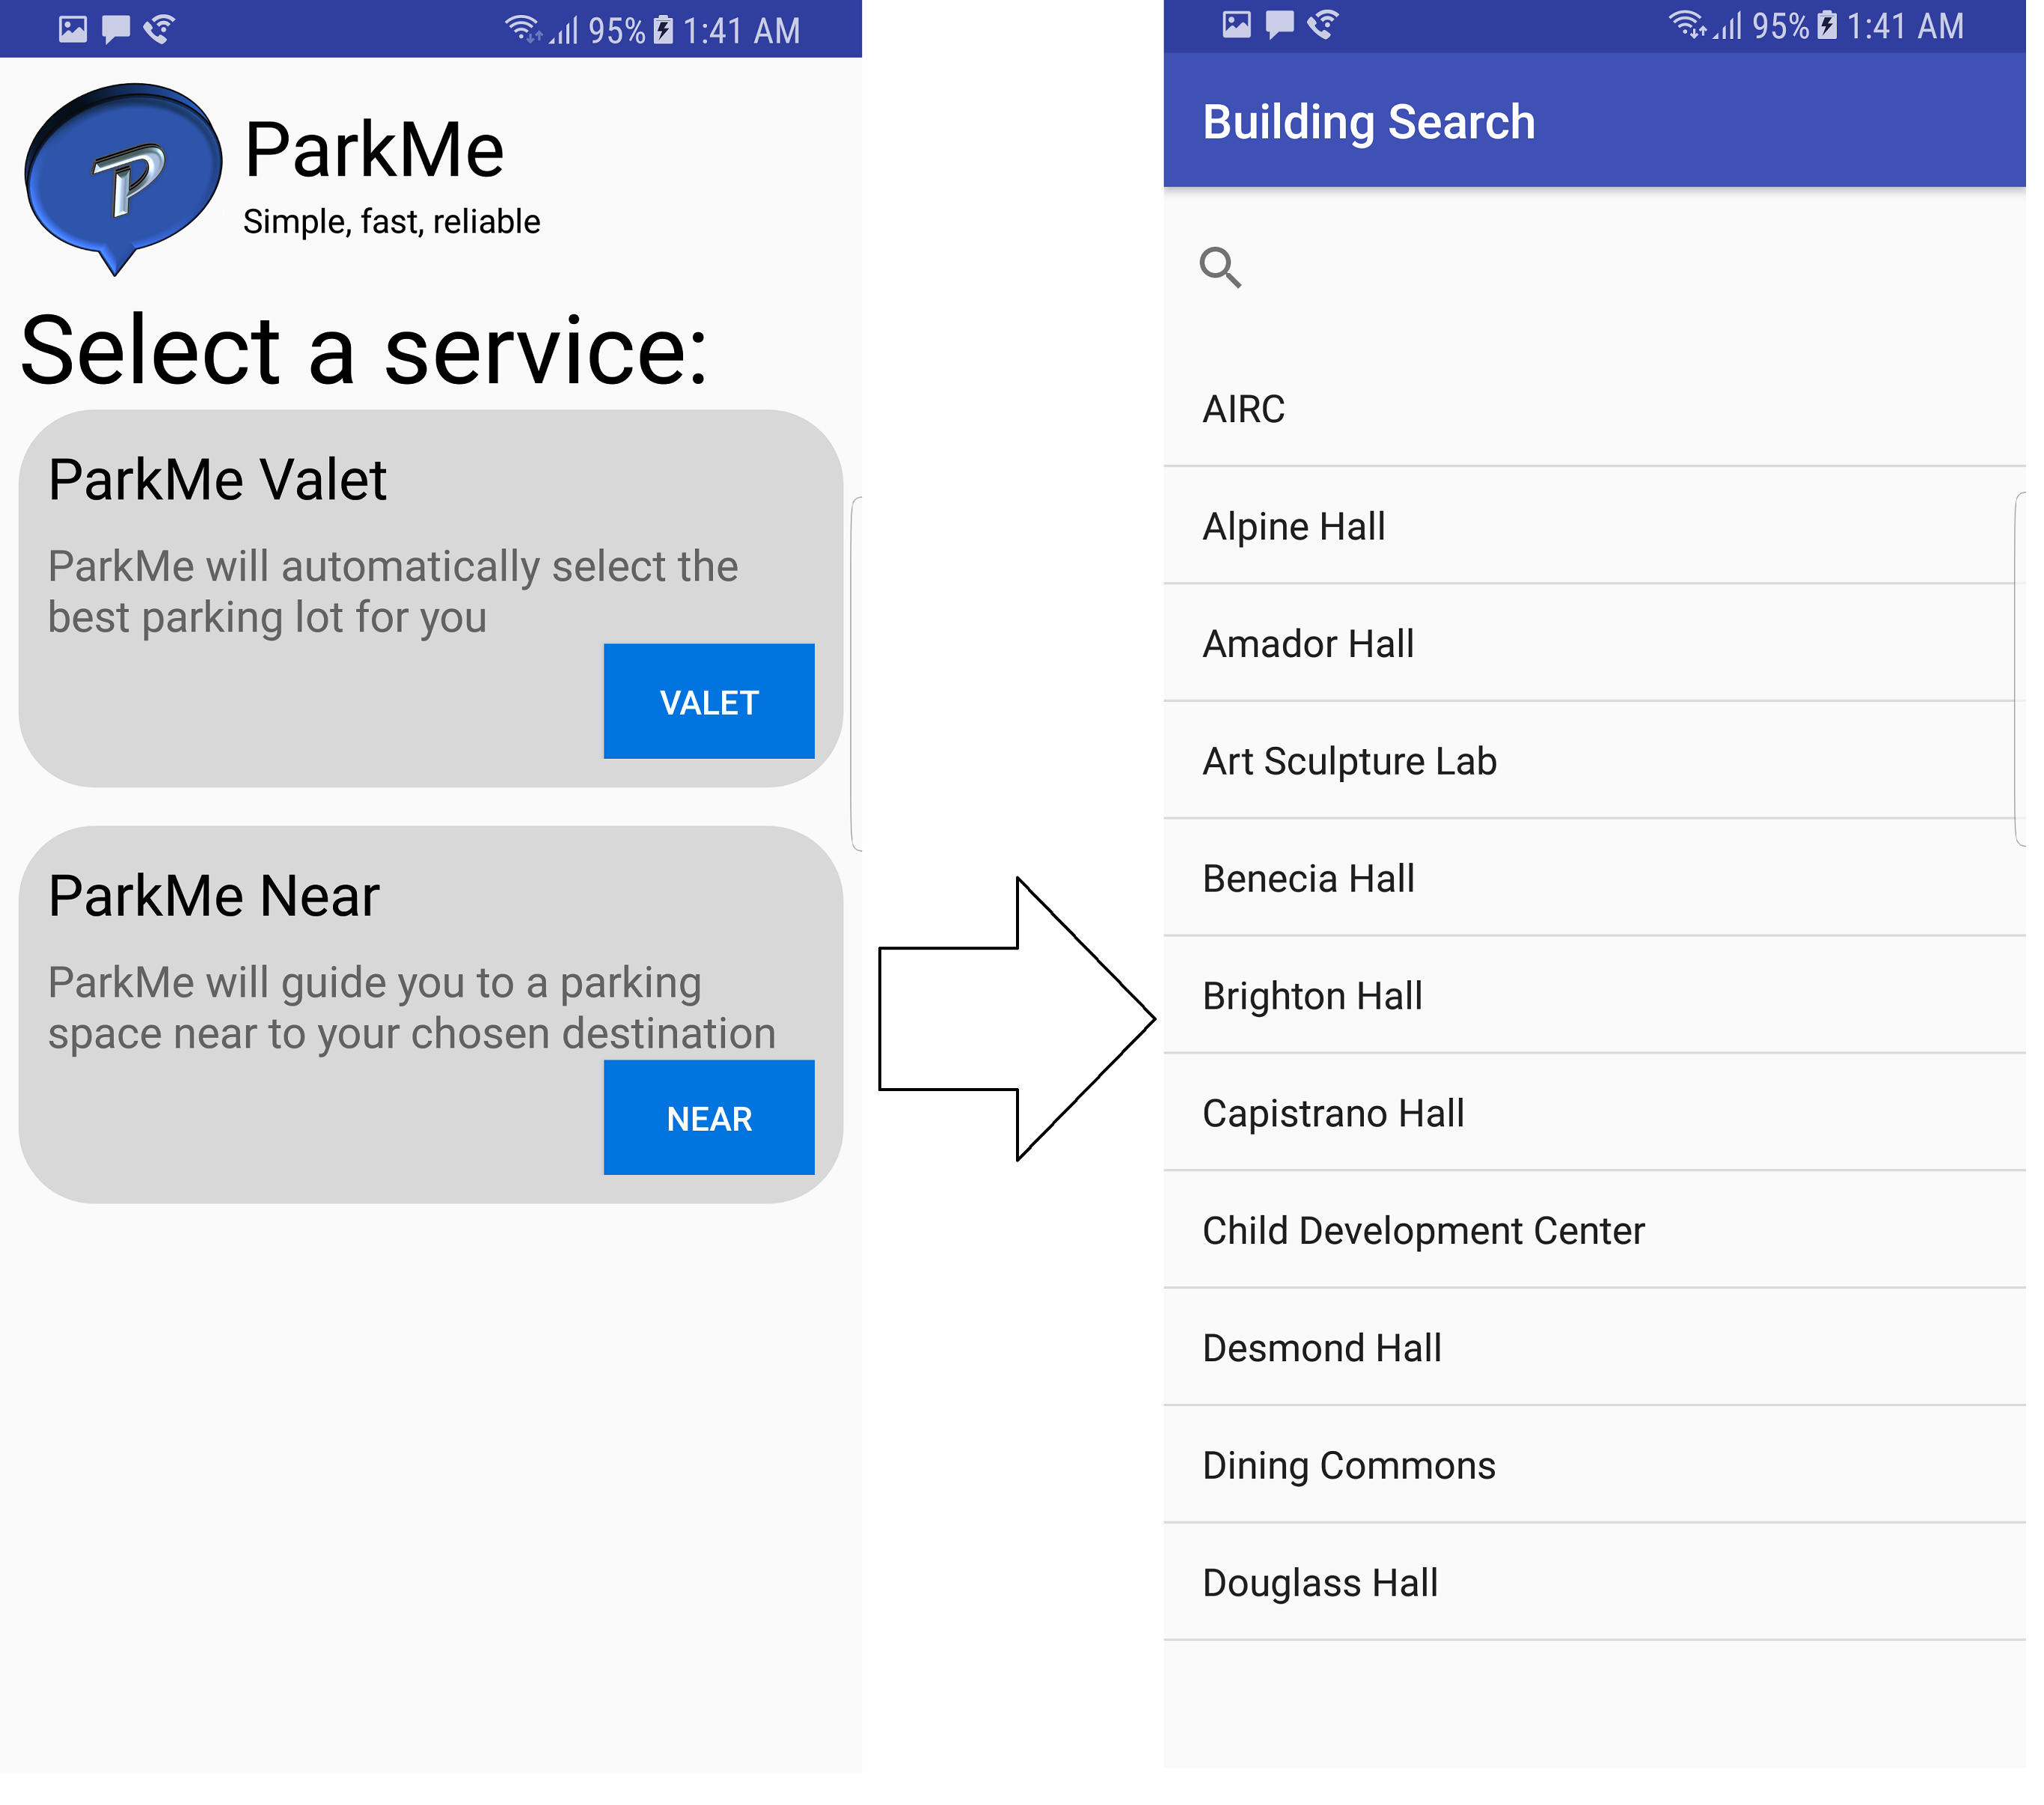 95% 1:41 AM
P
ParkMe
Simple, fast, reliable
Select a service:
ParkMe Valet
ParkMe will automatically select the
best parking lot for you
VALET
ParkMe Near
ParkMe will guide you to a parking
space near to your chosen destination
NEAR
95% 1:41 AM
Building Search
AIRC
Alpine Hall
Amador Hall
Art Sculpture Lab
Benecia Hall
Brighton Hall
Capistrano Hall
Child Development Center
Desmond Hall
Dining Commons
Douglass Hall